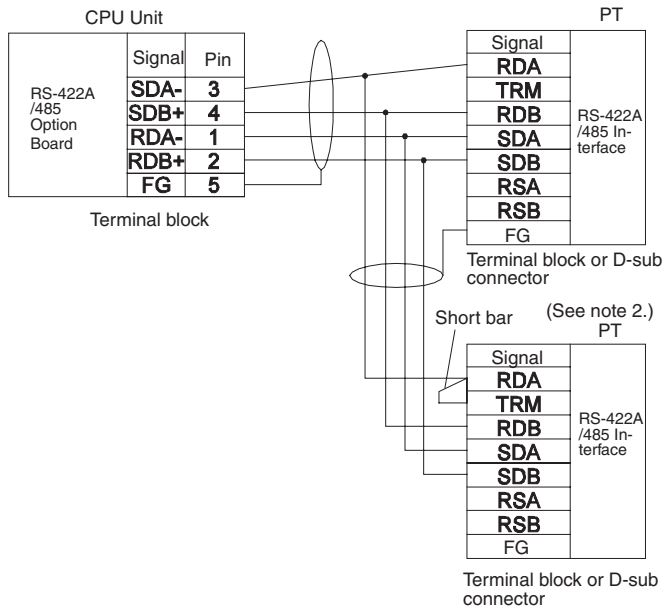 CPU Unit
Signal Pin
RS-422A
/485
Option
Board
SDA- 3
SDB+ 4
RDA- 1
RDB+ 2
FG 5
Terminal block
PT
Signal
RDA
TRM
RDB
SDA
SDB
RSA
RSB
FG
RS-422A
/485 In-
terface
Terminal block or D-sub
connector
Short bar
(See note 2.)
PT
Signal
RDA
TRM
RDB
SDA
SDB
RSA
RSB
FG
RS-422A
/485 In-
terface
Terminal block or D-sub
connector